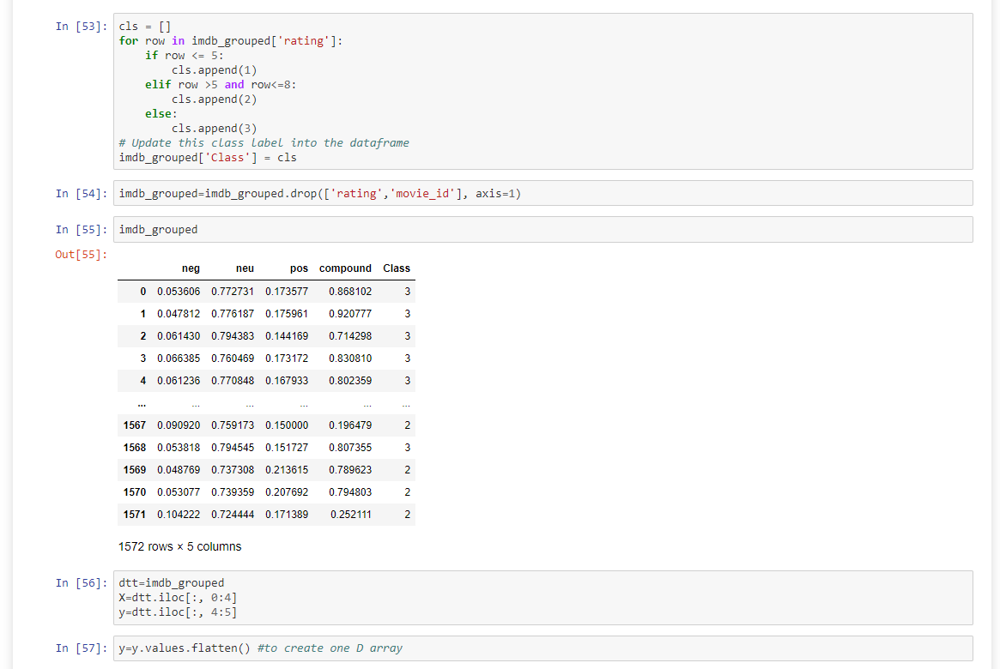 In [53]: cls = []
for row in imdb_grouped['rating']:
    if row <= 5:
        cls.append(1)
    elif row >5 and row<=8:
        cls.append(2)
    else:
        cls.append(3)
# Update this class label into the dataframe
imdb_grouped['Class'] = cls
In [54]: imdb_grouped=imdb_grouped.drop(['rating','movie_id'], axis=1)
In [55]: imdb_grouped
Out[55]:
neg neu pos compound Class
0 0.053606 0.772731 0.173577 0.868102 3
1 0.047812 0.776187 0.175961 0.920777 3
2 0.061430 0.794383 0.144169 0.714298 3
3 0.066385 0.760469 0.173172 0.830810 3
4 0.061236 0.770848 0.167933 0.802359 3
... ... ... ... ... ...
1567 0.090920 0.759173 0.150000 0.196479 2
1568 0.053818 0.794545 0.151727 0.807355 3
1569 0.048769 0.737308 0.213615 0.789623 2
1570 0.053077 0.739359 0.207692 0.794803 2
1571 0.104222 0.724444 0.171389 0.252111 2
1572 rows × 5 columns
In [56]: dtt=imdb_grouped
X=dtt.iloc[:, 0:4]
y=dtt.iloc[:, 4:5]
In [57]: y=y.values.flatten() #to create one D array